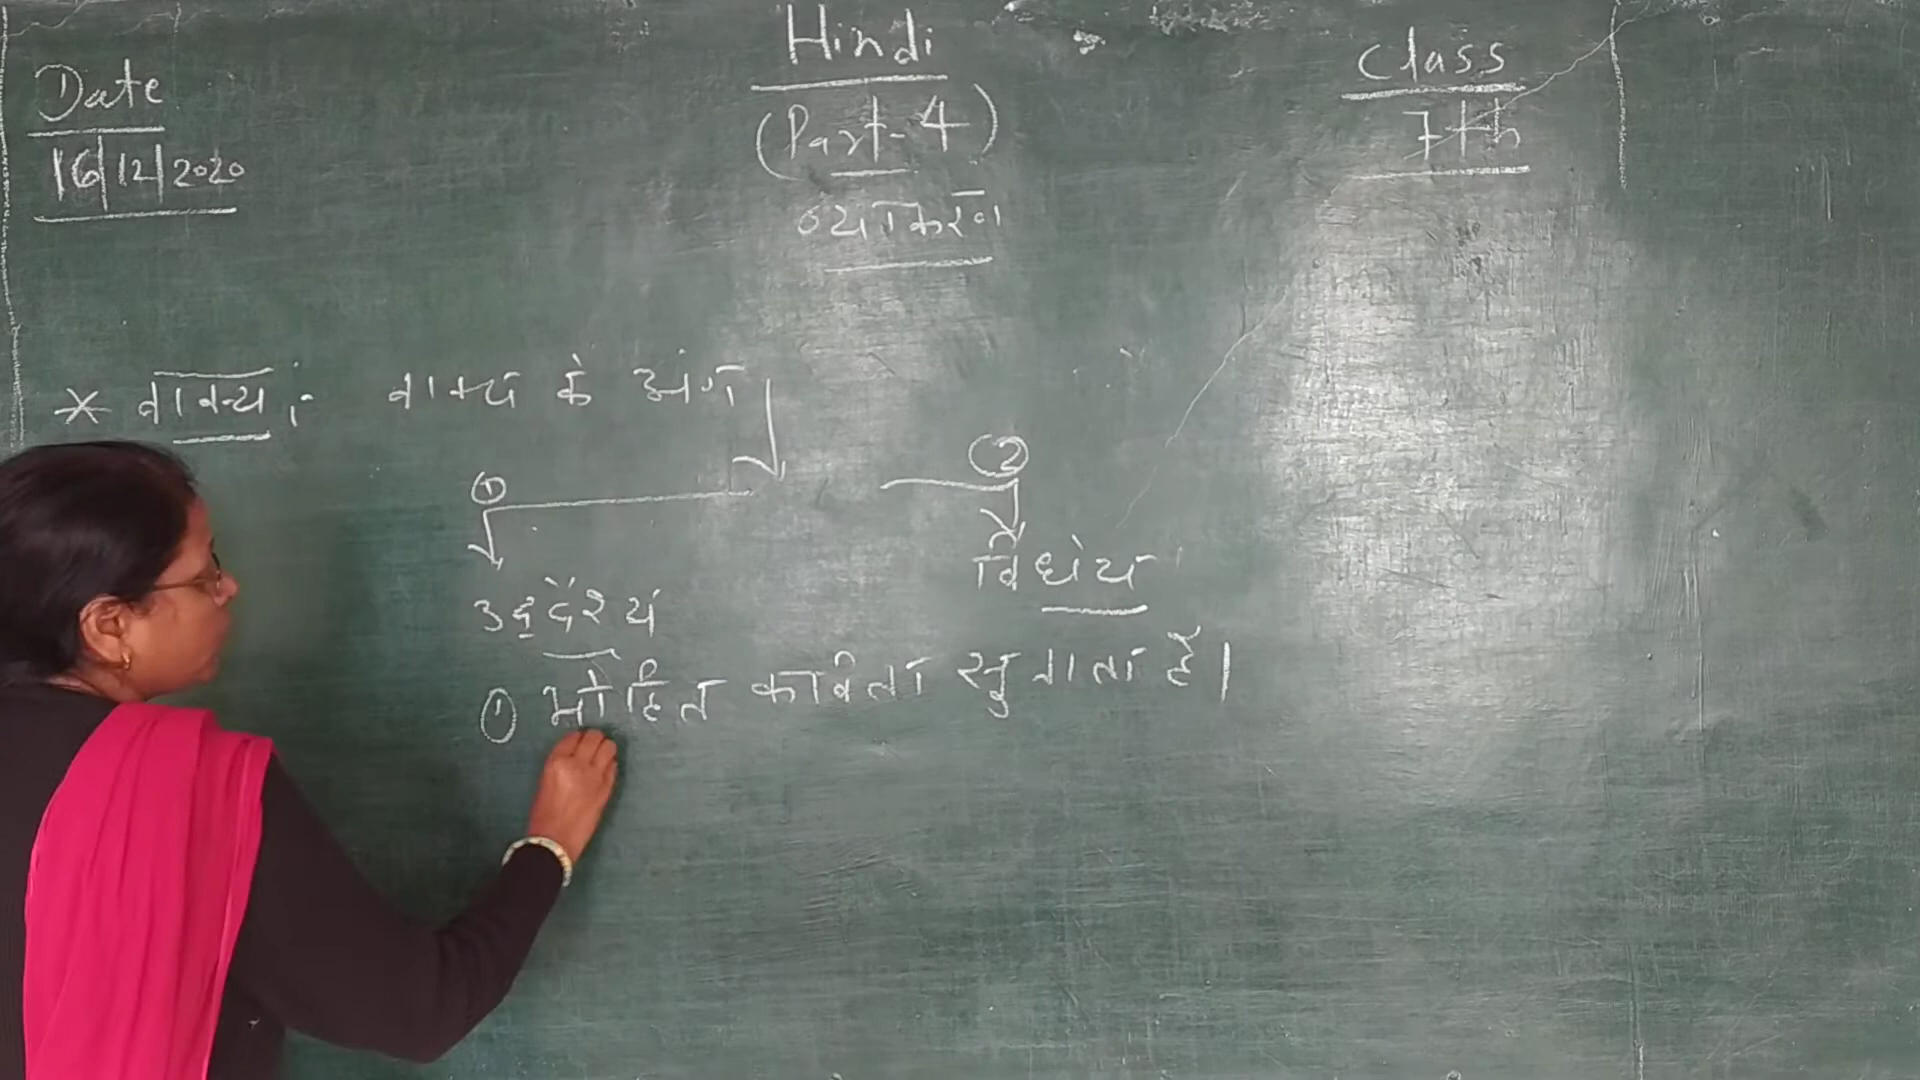 Date
16/12/2020
Hindi
(Part-4)
व्याकरण
Class
7th
* वाक्य :- वाक्य के अंग
① ②
उद्देश्य विधेय
① मोहित कविता सुनाता है।